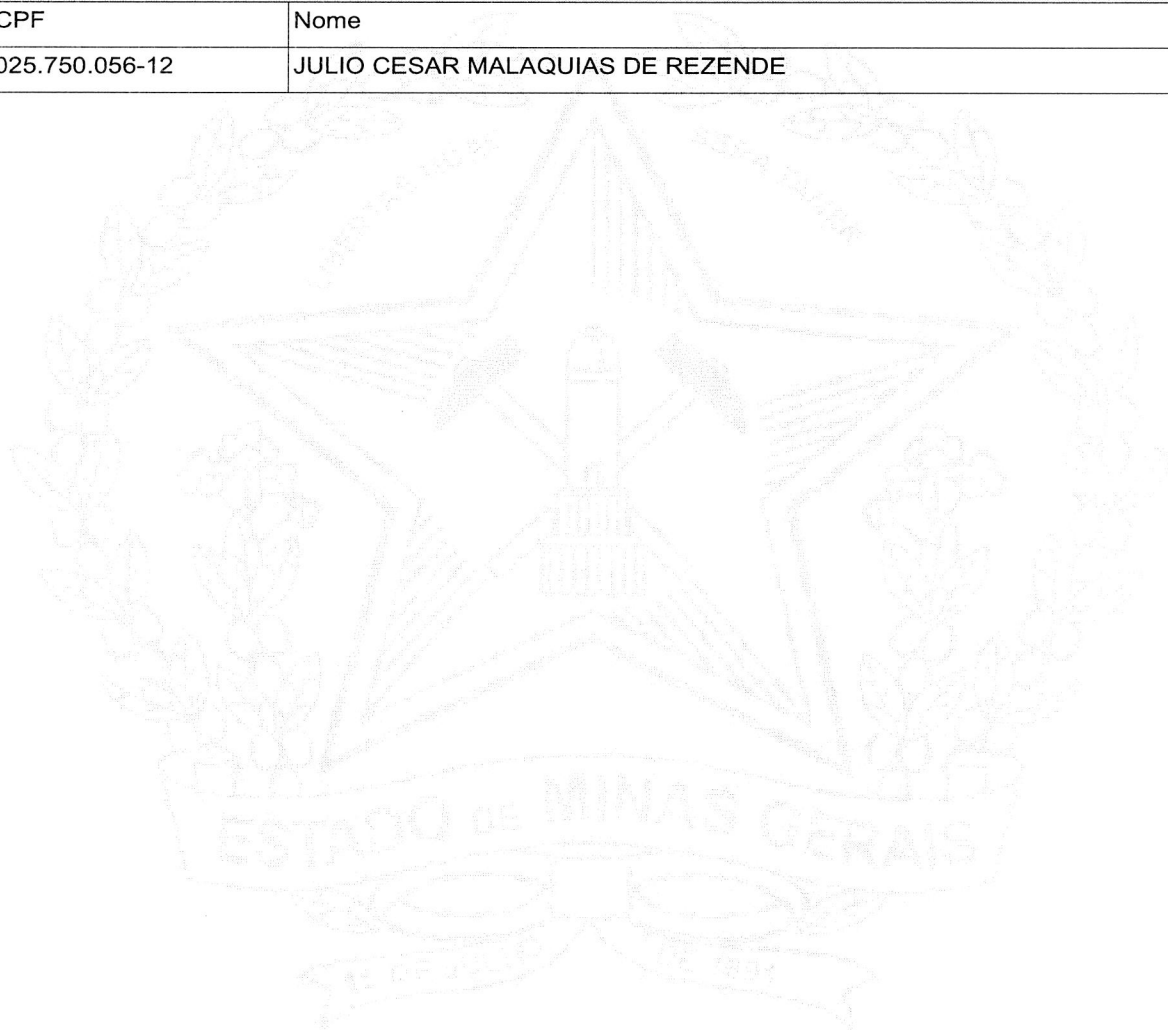 CPF Nome
025.750.056-12 JULIO CESAR MALAQUIAS DE REZENDE
ESTADO DE MINAS GERAIS